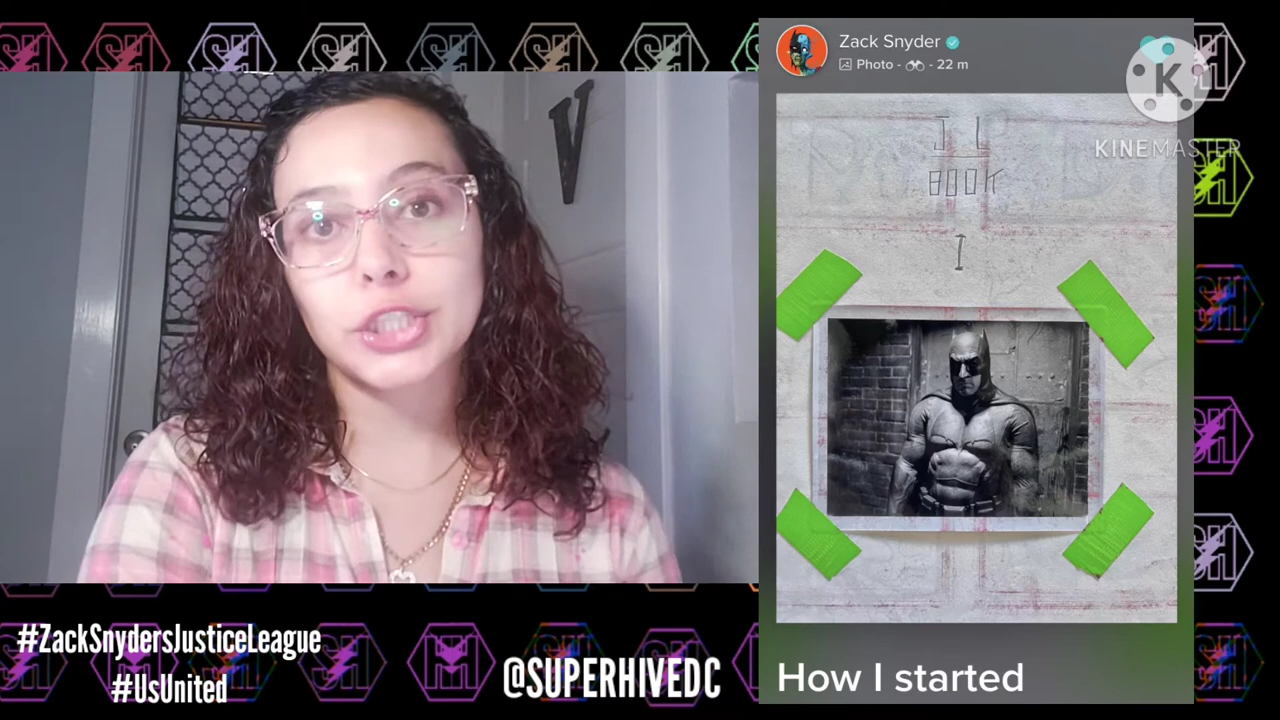 Zack Snyder
Photo - - 22 m
K
KINEMASTER
V
JL
BOOK
I
#ZackSnydersJusticeLeague
#UsUnited
@SUPERHIVEDC
How I started